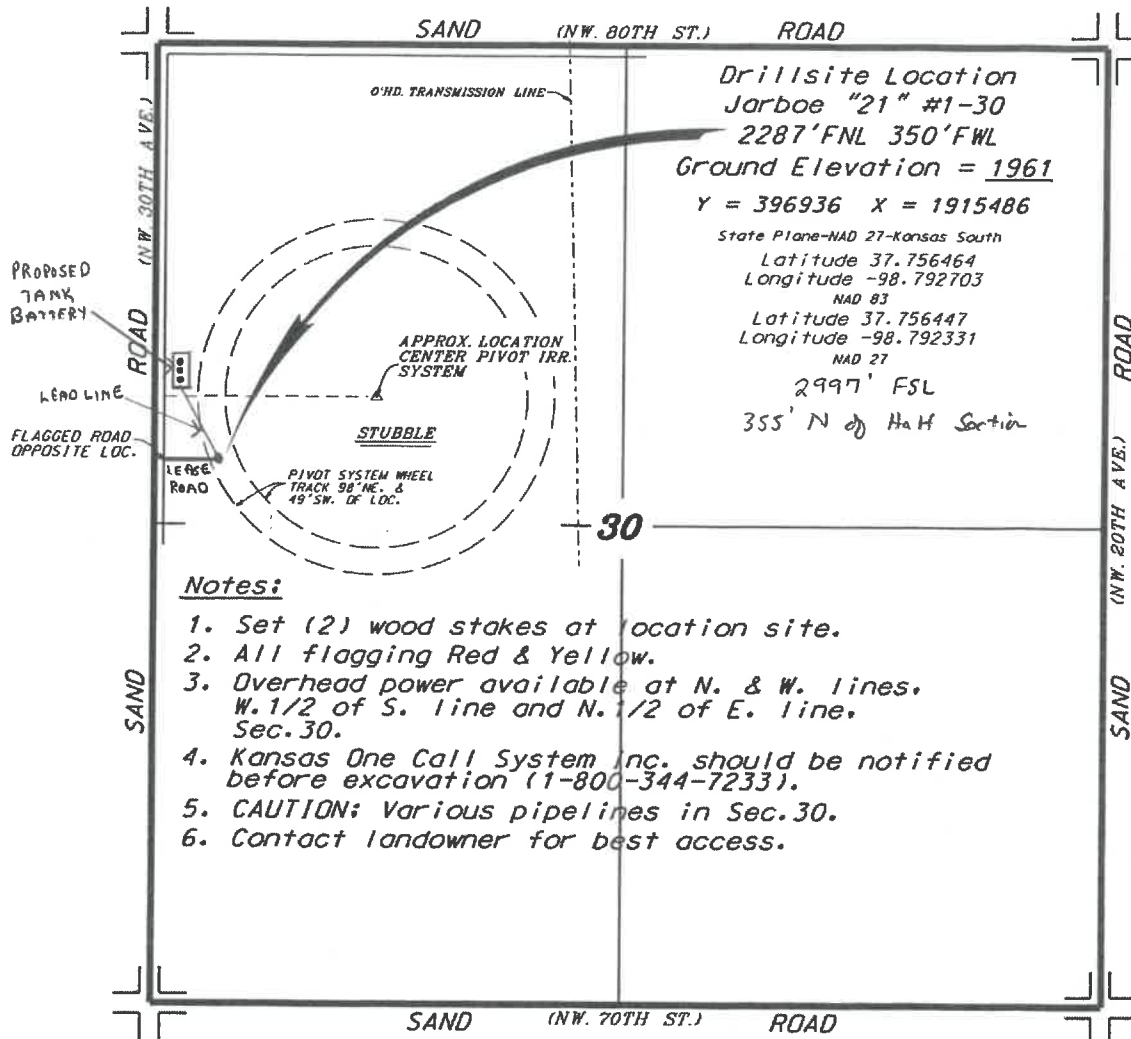 SAND (NW. 80TH ST.) ROAD
(NW. 30TH AVE.)
O'HD. TRANSMISSION LINE
Drillsite Location
Jarboe "21" #1-30
2287' FNL 350' FWL
Ground Elevation = 1961
Y = 396936 X = 1915486
State Plane-NAD 27-Kansas South
Latitude 37.756464
Longitude -98.792703
NAD 83
Latitude 37.756447
Longitude -98.792331
NAD 27
2997' FSL
355' N of Half Section
PROPOSED
TANK
BATTERY
ROAD
LEAD LINE
FLAGGED ROAD
OPPOSITE LOC.
LEASE
ROAD
APPROX. LOCATION
CENTER PIVOT IRR.
SYSTEM
STUBBLE
PIVOT SYSTEM WHEEL
TRACK 98' NE. &
49' SW. OF LOC.
30
ROAD
(NW. 20TH AVE.)
SAND
SAND
Notes:
1. Set (2) wood stakes at location site.
2. All flagging Red & Yellow.
3. Overhead power available at N. & W. lines,
W.1/2 of S. line and N.1/2 of E. line,
Sec.30.
4. Kansas One Call System Inc. should be notified
before excavation (1-800-344-7233).
5. CAUTION: Various pipelines in Sec.30.
6. Contact landowner for best access.
SAND (NW. 70TH ST.) ROAD